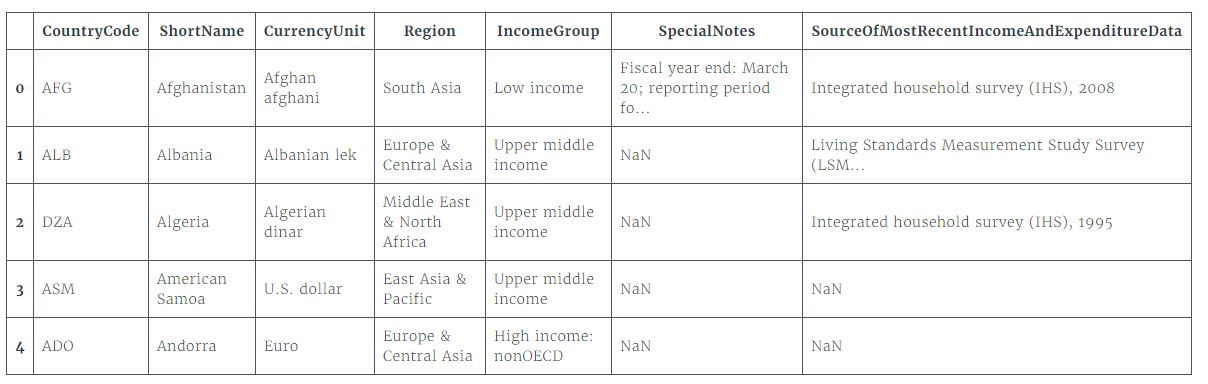 CountryCode ShortName CurrencyUnit Region IncomeGroup SpecialNotes SourceOfMostRecentIncomeAndExpenditureData
0 AFG Afghanistan Afghan afghani South Asia Low income Fiscal year end: March 20; reporting period fo... Integrated household survey (IHS), 2008
1 ALB Albania Albanian lek Europe & Central Asia Upper middle income NaN Living Standards Measurement Study Survey (LSM...
2 DZA Algeria Algerian dinar Middle East & North Africa Upper middle income NaN Integrated household survey (IHS), 1995
3 ASM American Samoa U.S. dollar East Asia & Pacific Upper middle income NaN NaN
4 ADO Andorra Euro Europe & Central Asia High income: nonOECD NaN NaN